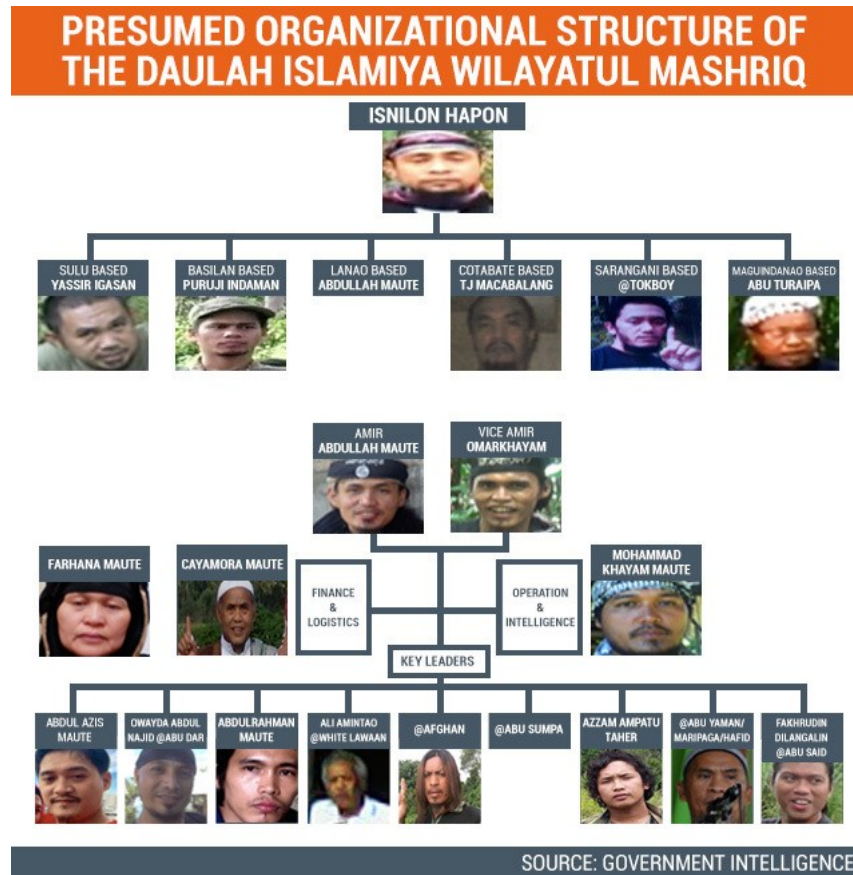 PRESUMED ORGANIZATIONAL STRUCTURE OF
THE DAULAH ISLAMIYA WILAYATUL MASHRIQ
ISNILON HAPON
SULU BASED
YASSIR IGASAN
BASILAN BASED
PURUJI INDAMAN
LANAO BASED
ABDULLAH MAUTE
COTABATE BASED
TJ MACABALANG
SARANGANI BASED
@TOKBOY
MAGUINDANAO BASED
ABU TURAIPA
AMIR
ABDULLAH MAUTE
VICE AMIR
OMARKHAYAM
FARHANA MAUTE
CAYAMORA MAUTE
FINANCE
&
LOGISTICS
OPERATION
&
INTELLIGENCE
MOHAMMAD
KHAYAM MAUTE
KEY LEADERS
ABDUL AZIS
MAUTE
OWAYDA ABDUL
NAJID @ABU DAR
ABDULRAHMAN
MAUTE
ALI AMINTAO
@WHITE LAWAAN
@AFGHAN
@ABU SUMPA
AZZAM AMPATU
TAHER
@ABU YAMAN/
MARIPAGA/HAFID
FAKHRUDIN
DILANGALIN
@ABU SAID
SOURCE: GOVERNMENT INTELLIGENCE